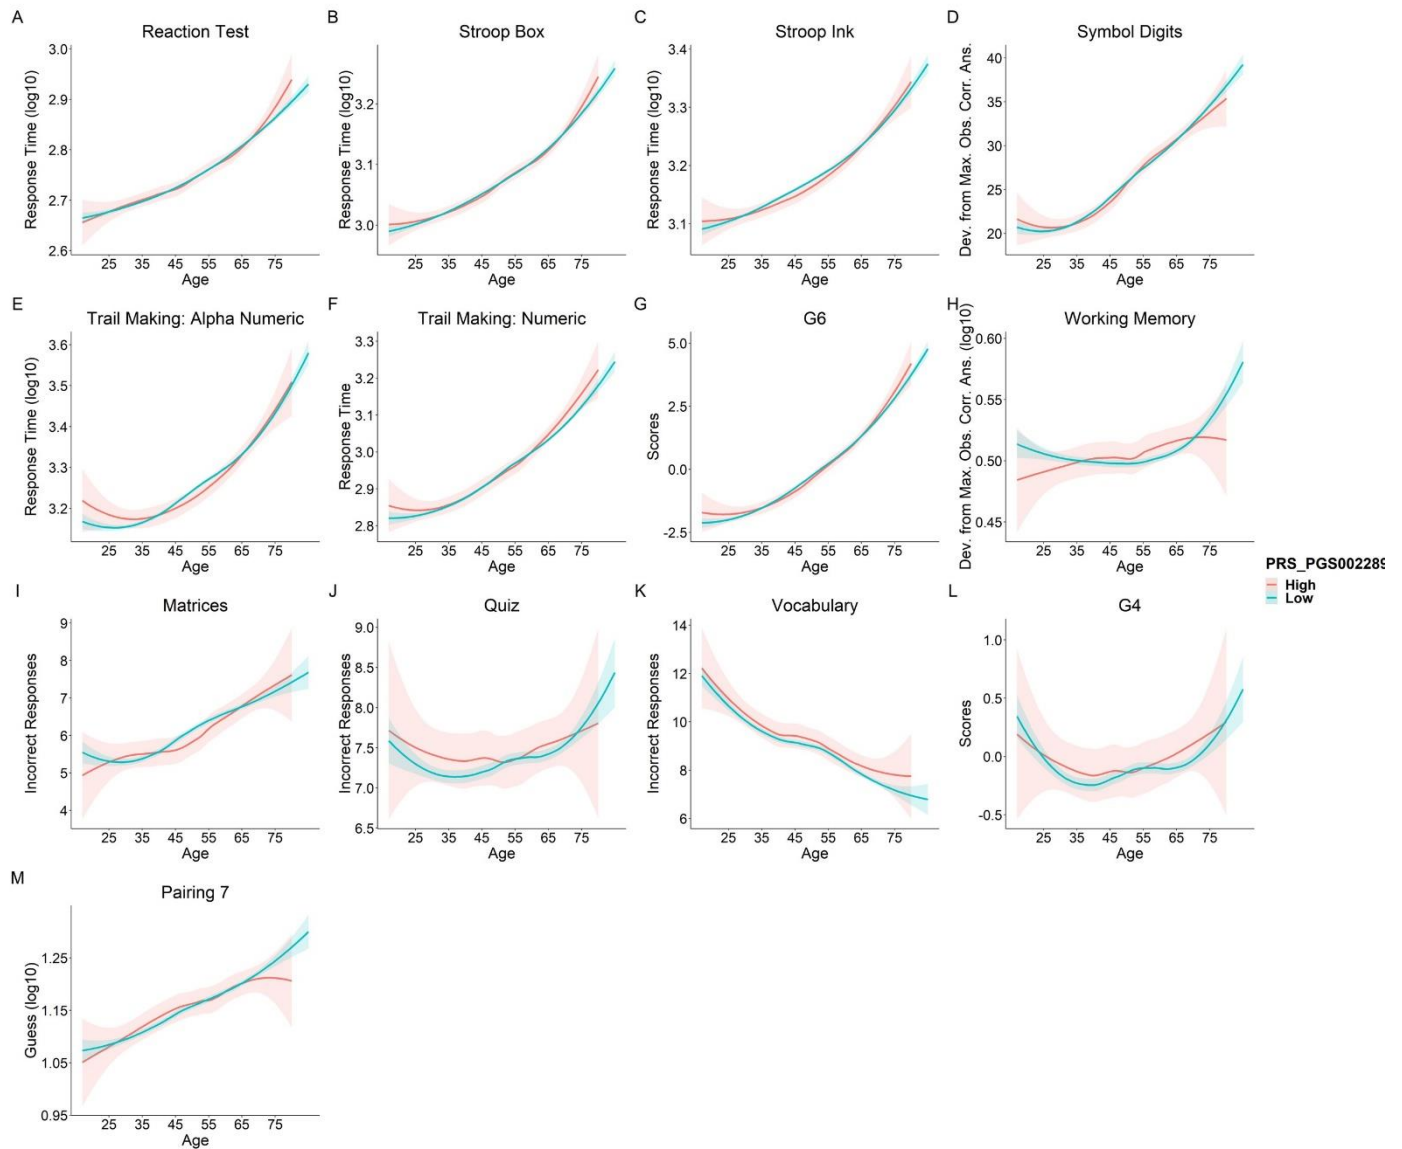 A
Reaction Test
Response Time (log10)
3.0
2.9
2.8
2.7
2.6
25 35 45 55 65 75
Age
B
Stroop Box
Response Time (log10)
3.2
3.1
3.0
25 35 45 55 65 75
Age
C
Stroop Ink
Response Time (log10)
3.4
3.3
3.2
3.1
25 35 45 55 65 75
Age
D
Symbol Digits
Dev. from Max. Obs. Corr. Ans.
40
35
30
25
20
25 35 45 55 65 75
Age
E
Trail Making: Alpha Numeric
Response Time (log10)
3.6
3.5
3.4
3.3
3.2
25 35 45 55 65 75
Age
F
Trail Making: Numeric
Response Time
3.3
3.2
3.1
3.0
2.9
2.8
25 35 45 55 65 75
Age
G
G6
Scores
5.0
2.5
0.0
-2.5
25 35 45 55 65 75
Age
H
Working Memory
Dev. from Max. Obs. Corr. Ans. (log10)
0.60
0.55
0.50
0.45
25 35 45 55 65 75
Age
PRS_PGS002289
High
Low
I
Matrices
Incorrect Responses
9
8
7
6
5
4
25 35 45 55 65 75
Age
J
Quiz
Incorrect Responses
9.0
8.5
8.0
7.5
7.0
6.5
25 35 45 55 65 75
Age
K
Vocabulary
Incorrect Responses
14
12
10
8
6
25 35 45 55 65 75
Age
L
G4
Scores
1.0
0.5
0.0
-0.5
25 35 45 55 65 75
Age
M
Pairing 7
Guess (log10)
1.25
1.15
1.05
0.95
25 35 45 55 65 75
Age